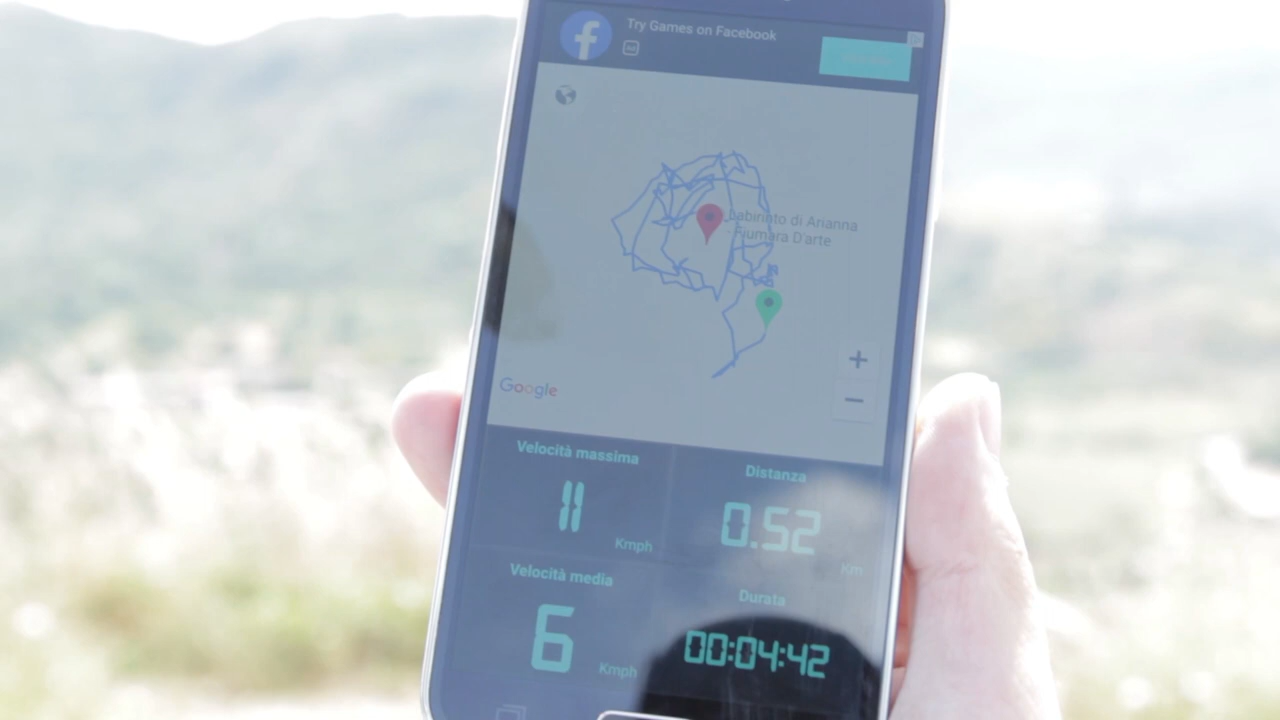 Try Games on Facebook
Ad
Labirinto di Arianna
- Fiumara D'arte
Google
Velocità massima
11
Kmph
Distanza
0.52
Km
Velocità media
6
Kmph
Durata
00:04:42